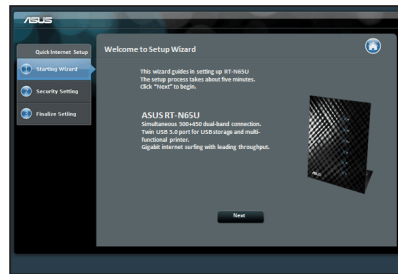 ASUS
Quick Internet Setup
Welcome to Setup Wizard
1 Starting Wizard
2 Security Setting
3 Finalize Setting
This wizard guides in setting up RT-N65U
The setup process takes about five minutes.
Click "Next" to begin.
ASUS RT-N65U
Simultaneous 300+450 dual-band connection.
Twin USB 3.0 port for USB storage and multi-
functional printer.
Gigabit internet surfing with leading throughput.
Next